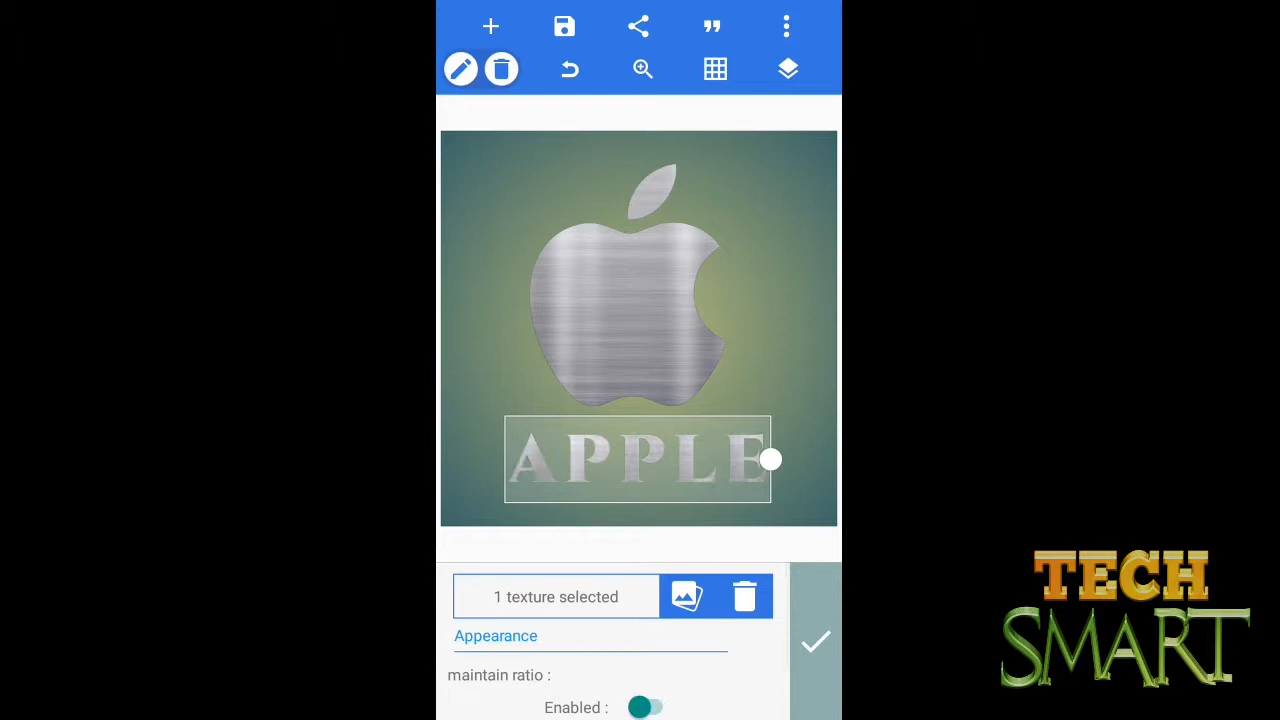 APPLE
1 texture selected
Appearance
maintain ratio :
Enabled :
TECH
SMART